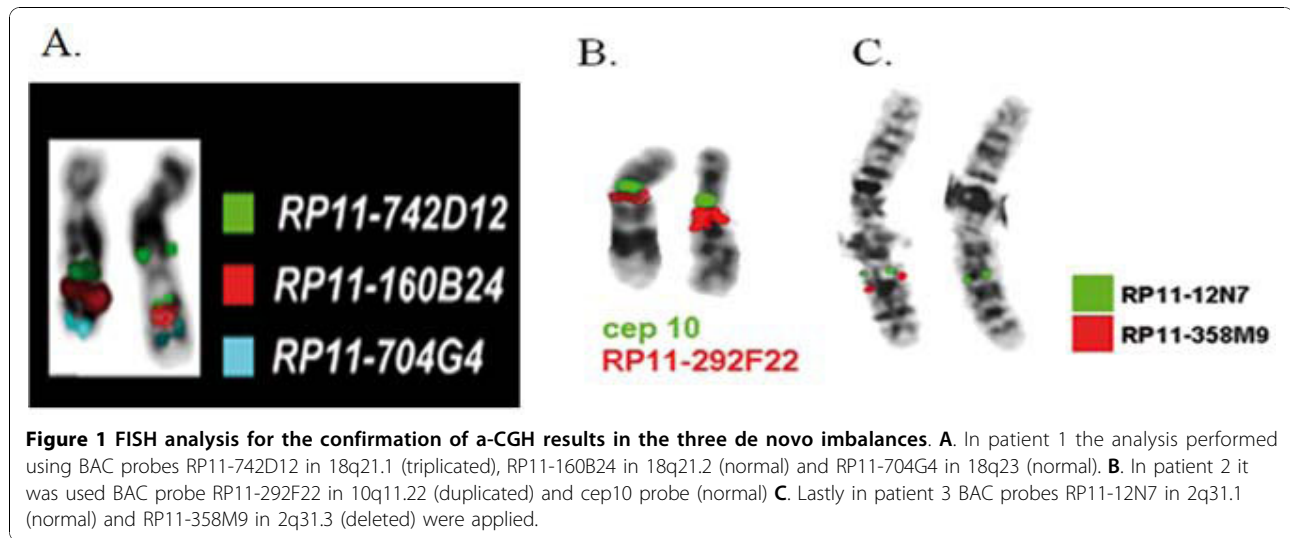 A.
B.
C.
RP11-742D12
RP11-160B24
RP11-704G4
cep 10
RP11-292F22
RP11-12N7
RP11-358M9
Figure 1 FISH analysis for the confirmation of a-CGH results in the three de novo imbalances. A. In patient 1 the analysis performed
using BAC probes RP11-742D12 in 18q21.1 (triplicated), RP11-160B24 in 18q21.2 (normal) and RP11-704G4 in 18q23 (normal). B. In patient 2 it
was used BAC probe RP11-292F22 in 10q11.22 (duplicated) and cep10 probe (normal) C. Lastly in patient 3 BAC probes RP11-12N7 in 2q31.1
(normal) and RP11-358M9 in 2q31.3 (deleted) were applied.